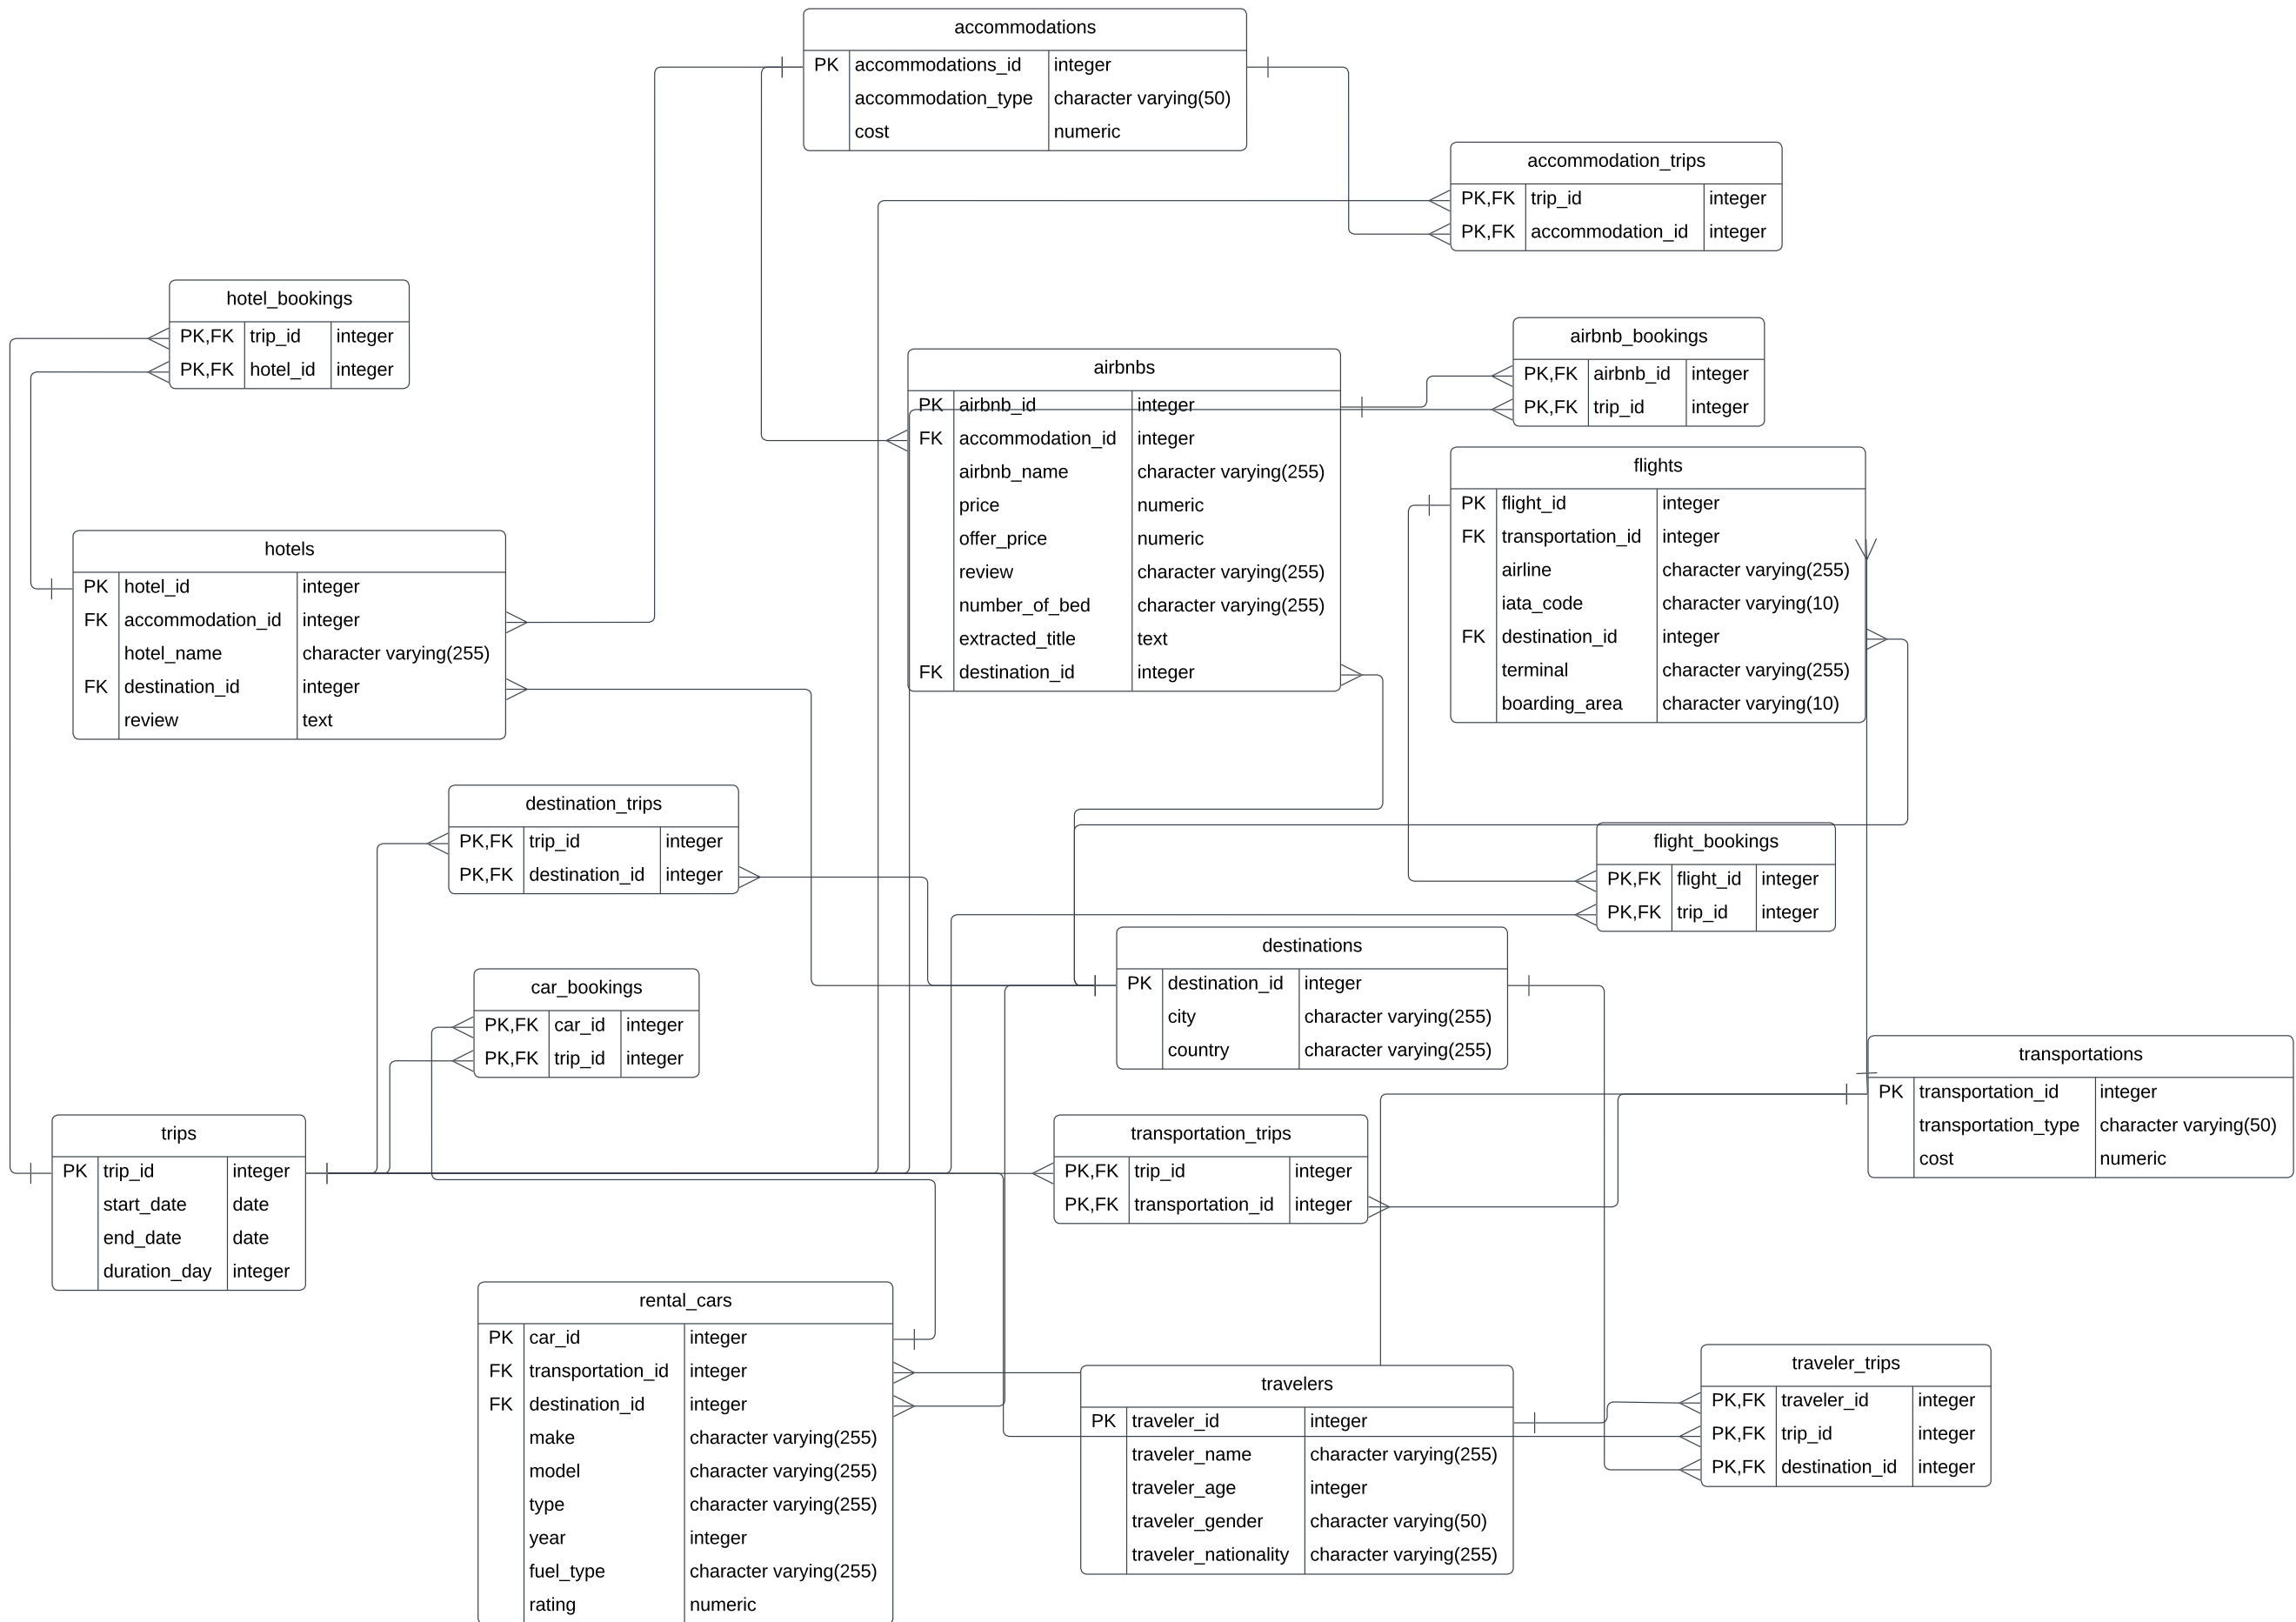 accommodations
PK accommodations_id integer
accommodation_type character varying(50)
cost numeric
accommodation_trips
PK,FK trip_id integer
PK,FK accommodation_id integer
hotel_bookings
PK,FK trip_id integer
PK,FK hotel_id integer
airbnb_bookings
PK,FK airbnb_id integer
PK,FK trip_id integer
airbnbs
PK airbnb_id integer
FK accommodation_id integer
airbnb_name character varying(255)
price numeric
offer_price numeric
review character varying(255)
number_of_bed character varying(255)
extracted_title text
FK destination_id integer
flights
PK flight_id integer
FK transportation_id integer
airline character varying(255)
iata_code character varying(10)
FK destination_id integer
terminal character varying(255)
boarding_area character varying(10)
hotels
PK hotel_id integer
FK accommodation_id integer
hotel_name character varying(255)
FK destination_id integer
review text
destination_trips
PK,FK trip_id integer
PK,FK destination_id integer
flight_bookings
PK,FK flight_id integer
PK,FK trip_id integer
destinations
PK destination_id integer
city character varying(255)
country character varying(255)
car_bookings
PK,FK car_id integer
PK,FK trip_id integer
transportations
PK transportation_id integer
transportation_type character varying(50)
cost numeric
trips
PK trip_id integer
start_date date
end_date date
duration_day integer
transportation_trips
PK,FK trip_id integer
PK,FK transportation_id integer
rental_cars
PK car_id integer
FK transportation_id integer
FK destination_id integer
make character varying(255)
model character varying(255)
type character varying(255)
year integer
fuel_type character varying(255)
rating numeric
travelers
PK traveler_id integer
traveler_name character varying(255)
traveler_age integer
traveler_gender character varying(50)
traveler_nationality character varying(255)
traveler_trips
PK,FK traveler_id integer
PK,FK trip_id integer
PK,FK destination_id integer